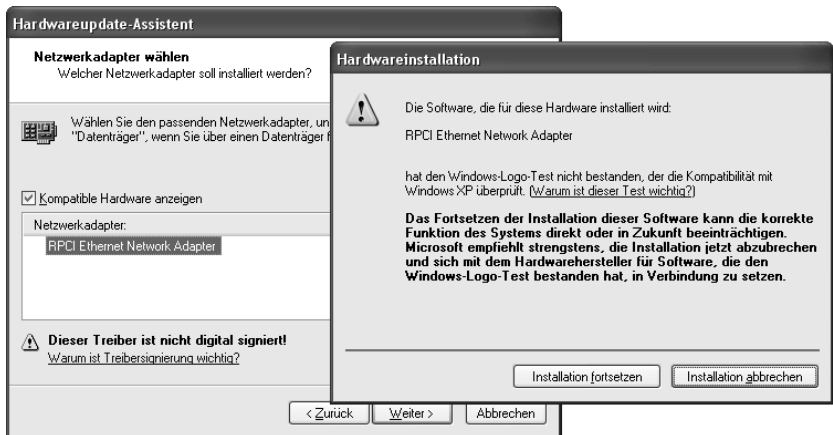 Hardwareupdate-Assistent
Netzwerkadapter wählen
Welcher Netzwerkadapter soll installiert werden?
Wählen Sie den passenden Netzwerkadapter, un
"Datenträger", wenn Sie über einen Datenträger f
Kompatible Hardware anzeigen
Netzwerkadapter:
RPCI Ethernet Network Adapter
Dieser Treiber ist nicht digital signiert!
Warum ist Treibersignierung wichtig?
< Zurück
Weiter >
Abbrechen
Hardwareinstallation
Die Software, die für diese Hardware installiert wird:
RPCI Ethernet Network Adapter
hat den Windows-Logo-Test nicht bestanden, der die Kompatibilität mit
Windows XP überprüft. (Warum ist dieser Test wichtig?)
Das Fortsetzen der Installation dieser Software kann die korrekte
Funktion des Systems direkt oder in Zukunft beeinträchtigen.
Microsoft empfiehlt strengstens, die Installation jetzt abzubrechen
und sich mit dem Hardwarehersteller für Software, die den
Windows-Logo-Test bestanden hat, in Verbindung zu setzen.
Installation fortsetzen
Installation abbrechen